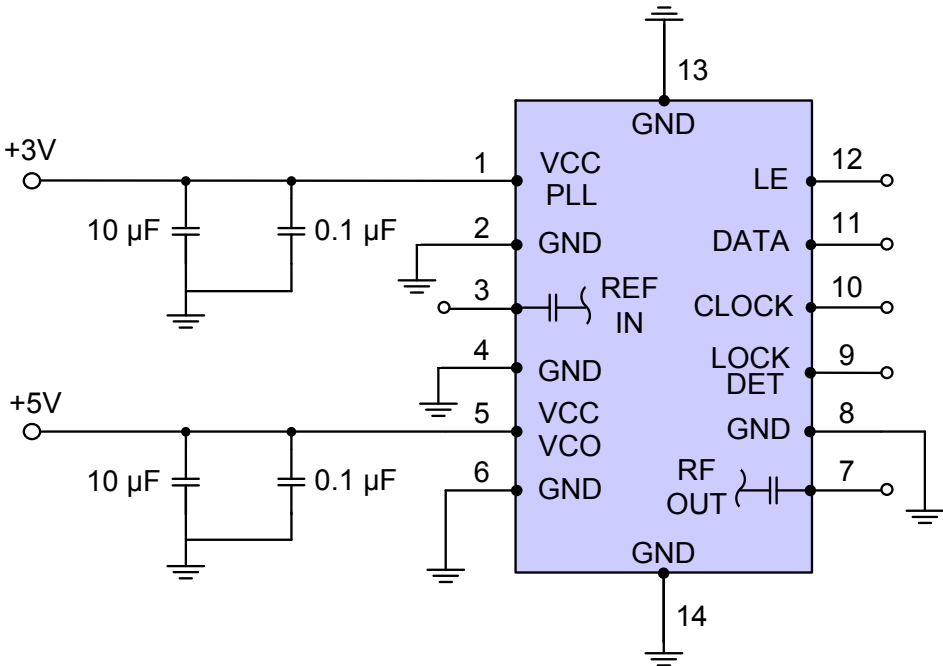 13
GND
+3V
1
VCC
PLL
10 µF
0.1 µF
2
GND
3
REF
IN
4
GND
+5V
5
VCC
VCO
10 µF
0.1 µF
6
GND
12
LE
11
DATA
10
CLOCK
9
LOCK
DET
8
GND
7
RF
OUT
GND
14